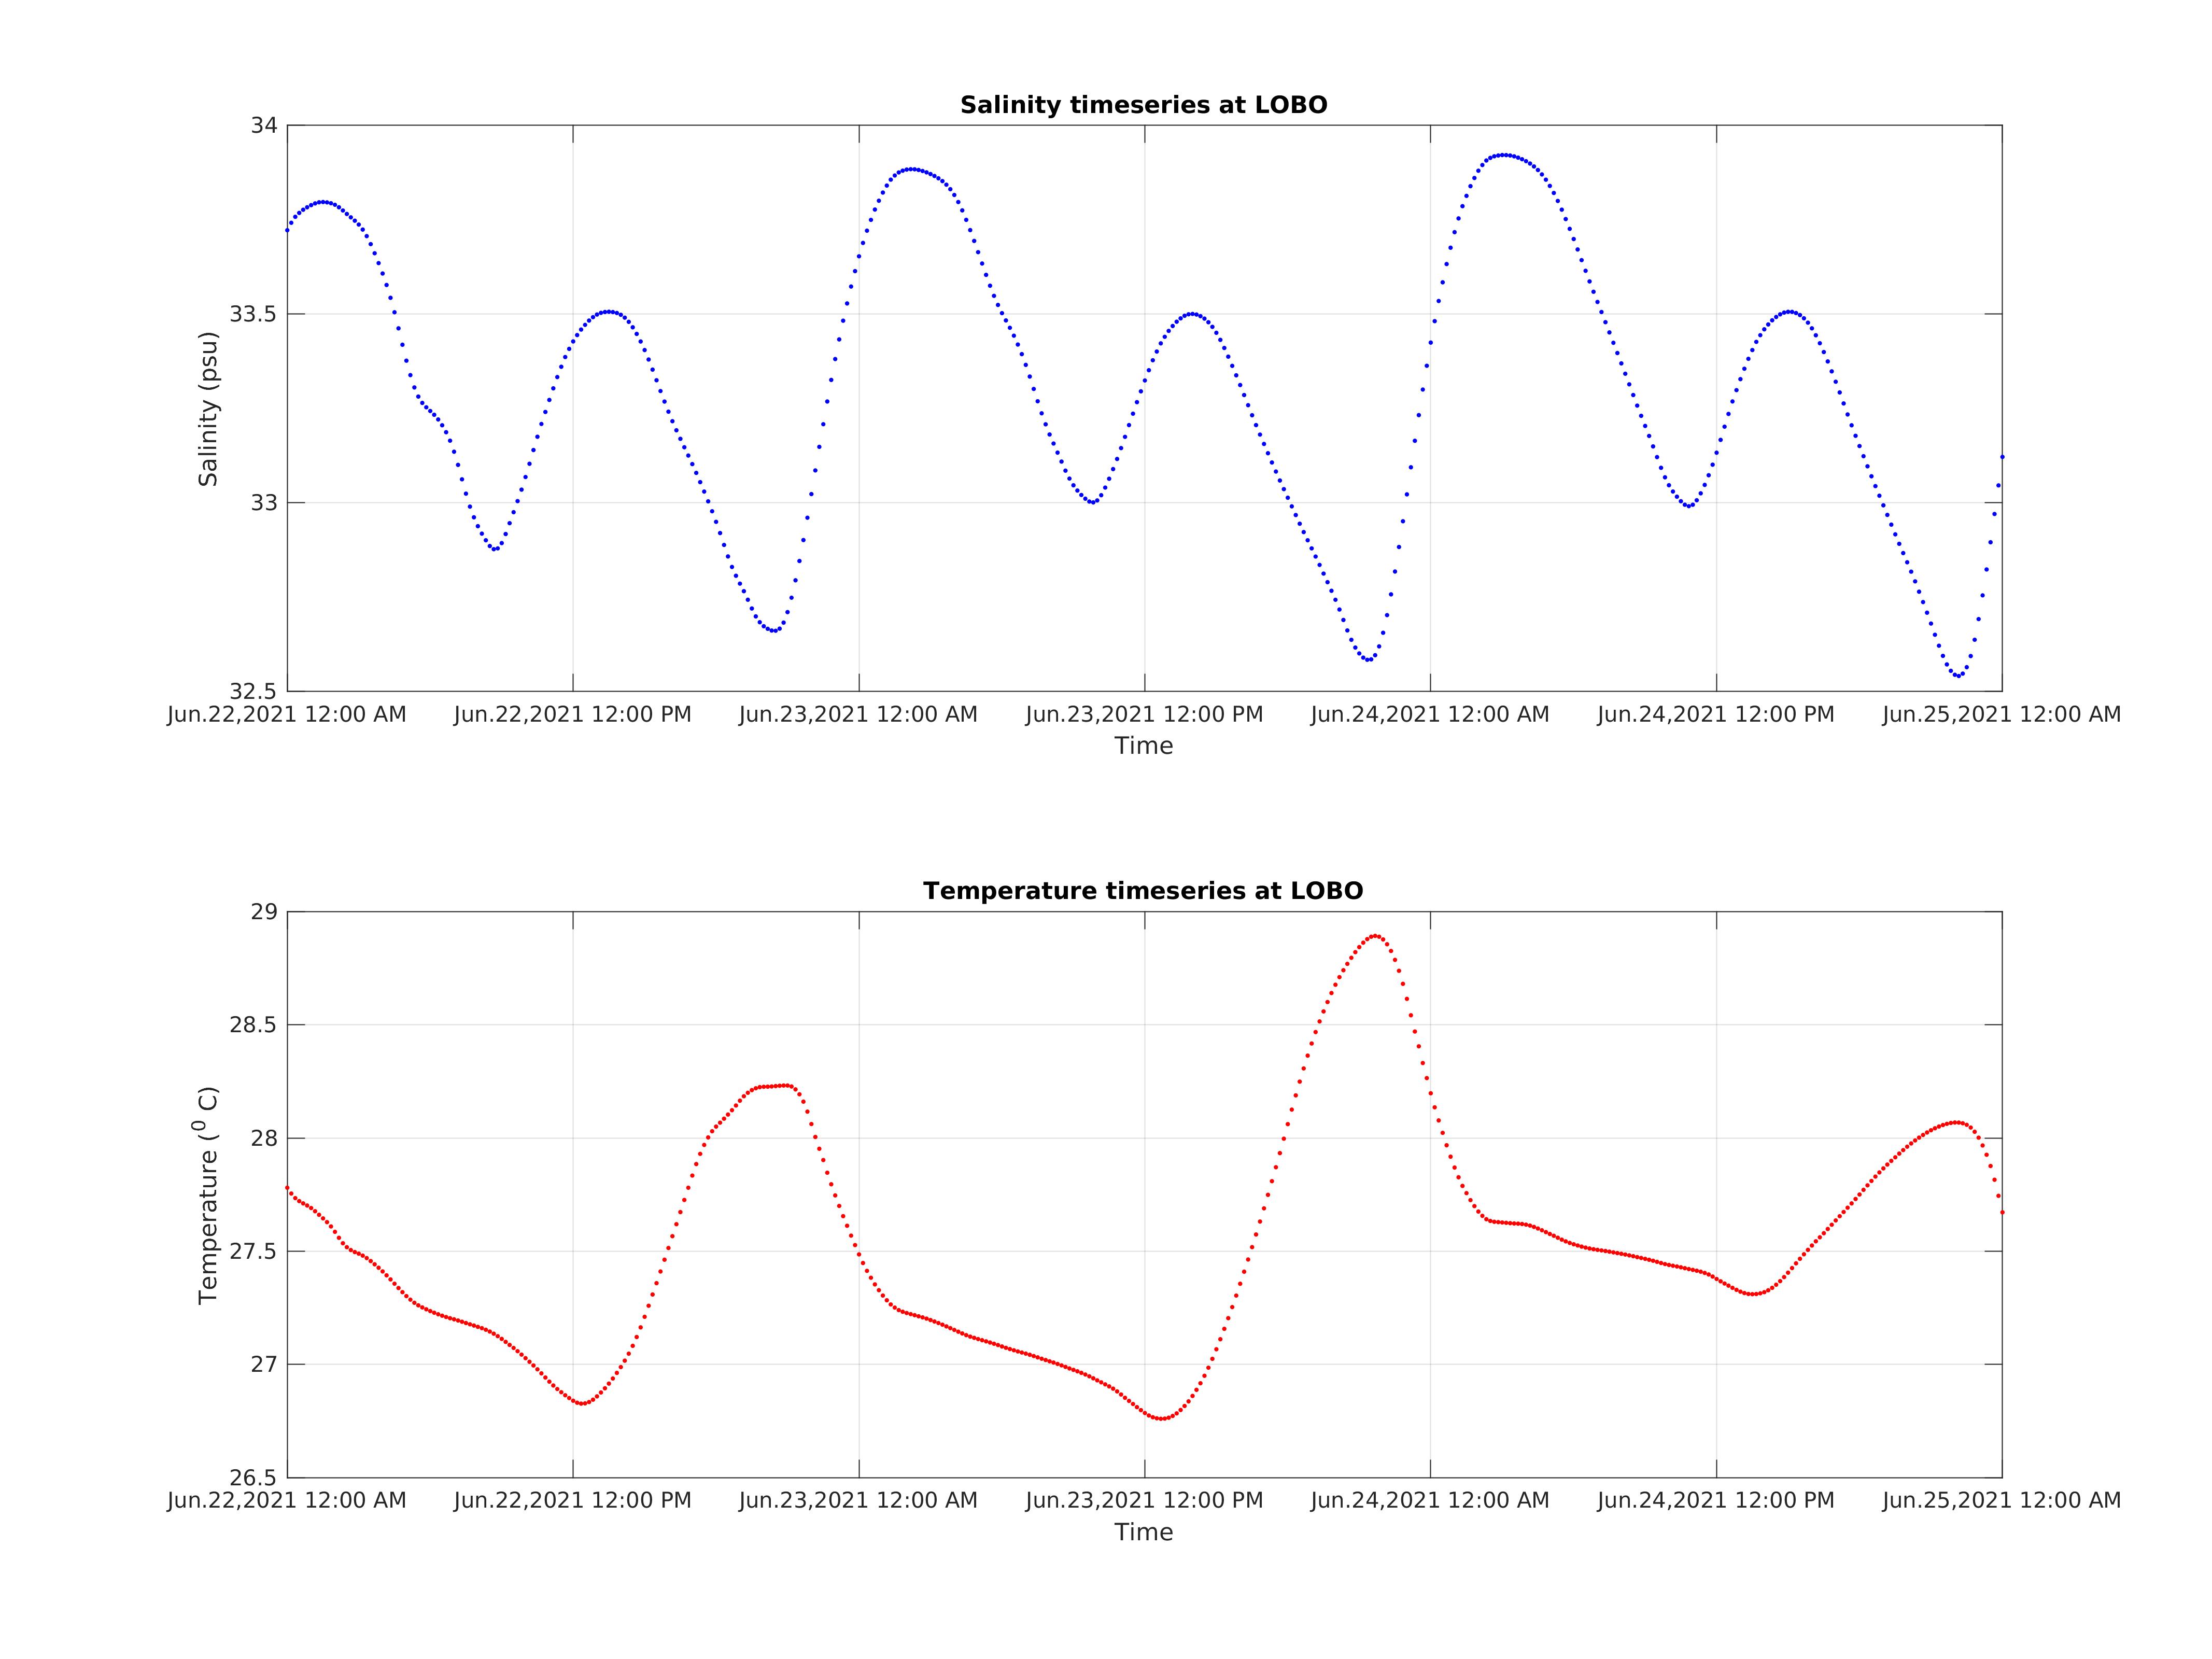 Salinity timeseries at LOBO
34
33.5
33
32.5
Salinity (psu)
Jun.22,2021 12:00 AM Jun.22,2021 12:00 PM Jun.23,2021 12:00 AM Jun.23,2021 12:00 PM Jun.24,2021 12:00 AM Jun.24,2021 12:00 PM Jun.25,2021 12:00 AM
Time
Temperature timeseries at LOBO
29
28.5
28
27.5
27
26.5
Temperature (⁰ C)
Jun.22,2021 12:00 AM Jun.22,2021 12:00 PM Jun.23,2021 12:00 AM Jun.23,2021 12:00 PM Jun.24,2021 12:00 AM Jun.24,2021 12:00 PM Jun.25,2021 12:00 AM
Time